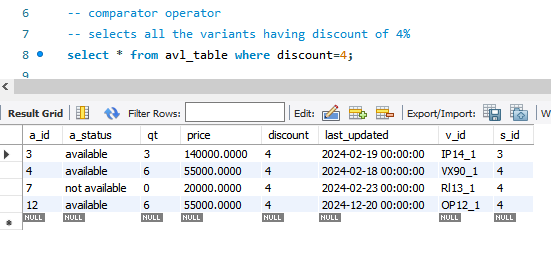 6 -- comparator operator
7 -- selects all the variants having discount of 4%
8 select * from avl_table where discount=4;
9
Result Grid Filter Rows: Edit: Export/Import:
a_id a_status qt price discount last_updated v_id s_id
3 available 3 140000.0000 4 2024-02-19 00:00:00 IP14_1 3
4 available 6 55000.0000 4 2024-02-18 00:00:00 VX90_1 4
7 not available 0 20000.0000 4 2024-02-23 00:00:00 Rl13_1 4
12 available 6 55000.0000 4 2024-12-20 00:00:00 OP12_1 4
NULL NULL NULL NULL NULL NULL NULL NULL